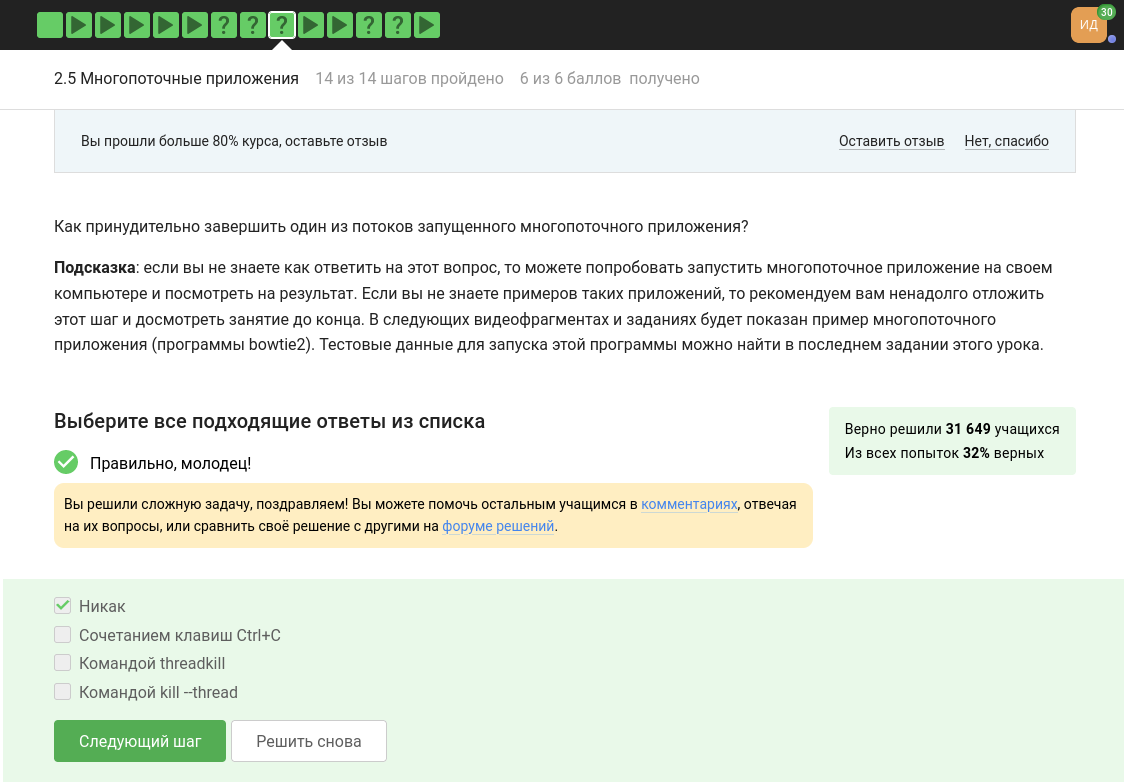 ? ? ? ? ?
ИД
30
2.5 Многопоточные приложения 14 из 14 шагов пройдено 6 из 6 баллов получено
Вы прошли больше 80% курса, оставьте отзыв Оставить отзыв Нет, спасибо
Как принудительно завершить один из потоков запущенного многопоточного приложения?
Подсказка: если вы не знаете как ответить на этот вопрос, то можете попробовать запустить многопоточное приложение на своем
компьютере и посмотреть на результат. Если вы не знаете примеров таких приложений, то рекомендуем вам ненадолго отложить
этот шаг и досмотреть занятие до конца. В следующих видеофрагментах и заданиях будет показан пример многопоточного
приложения (программы bowtie2). Тестовые данные для запуска этой программы можно найти в последнем задании этого урока.
Выберите все подходящие ответы из списка
Верно решили 31 649 учащихся
Из всех попыток 32% верных
Правильно, молодец!
Вы решили сложную задачу, поздравляем! Вы можете помочь остальным учащимся в комментариях, отвечая
на их вопросы, или сравнить своё решение с другими на форуме решений.
Никак
Сочетанием клавиш Ctrl+C
Командой threadkill
Командой kill --thread
Следующий шаг Решить снова